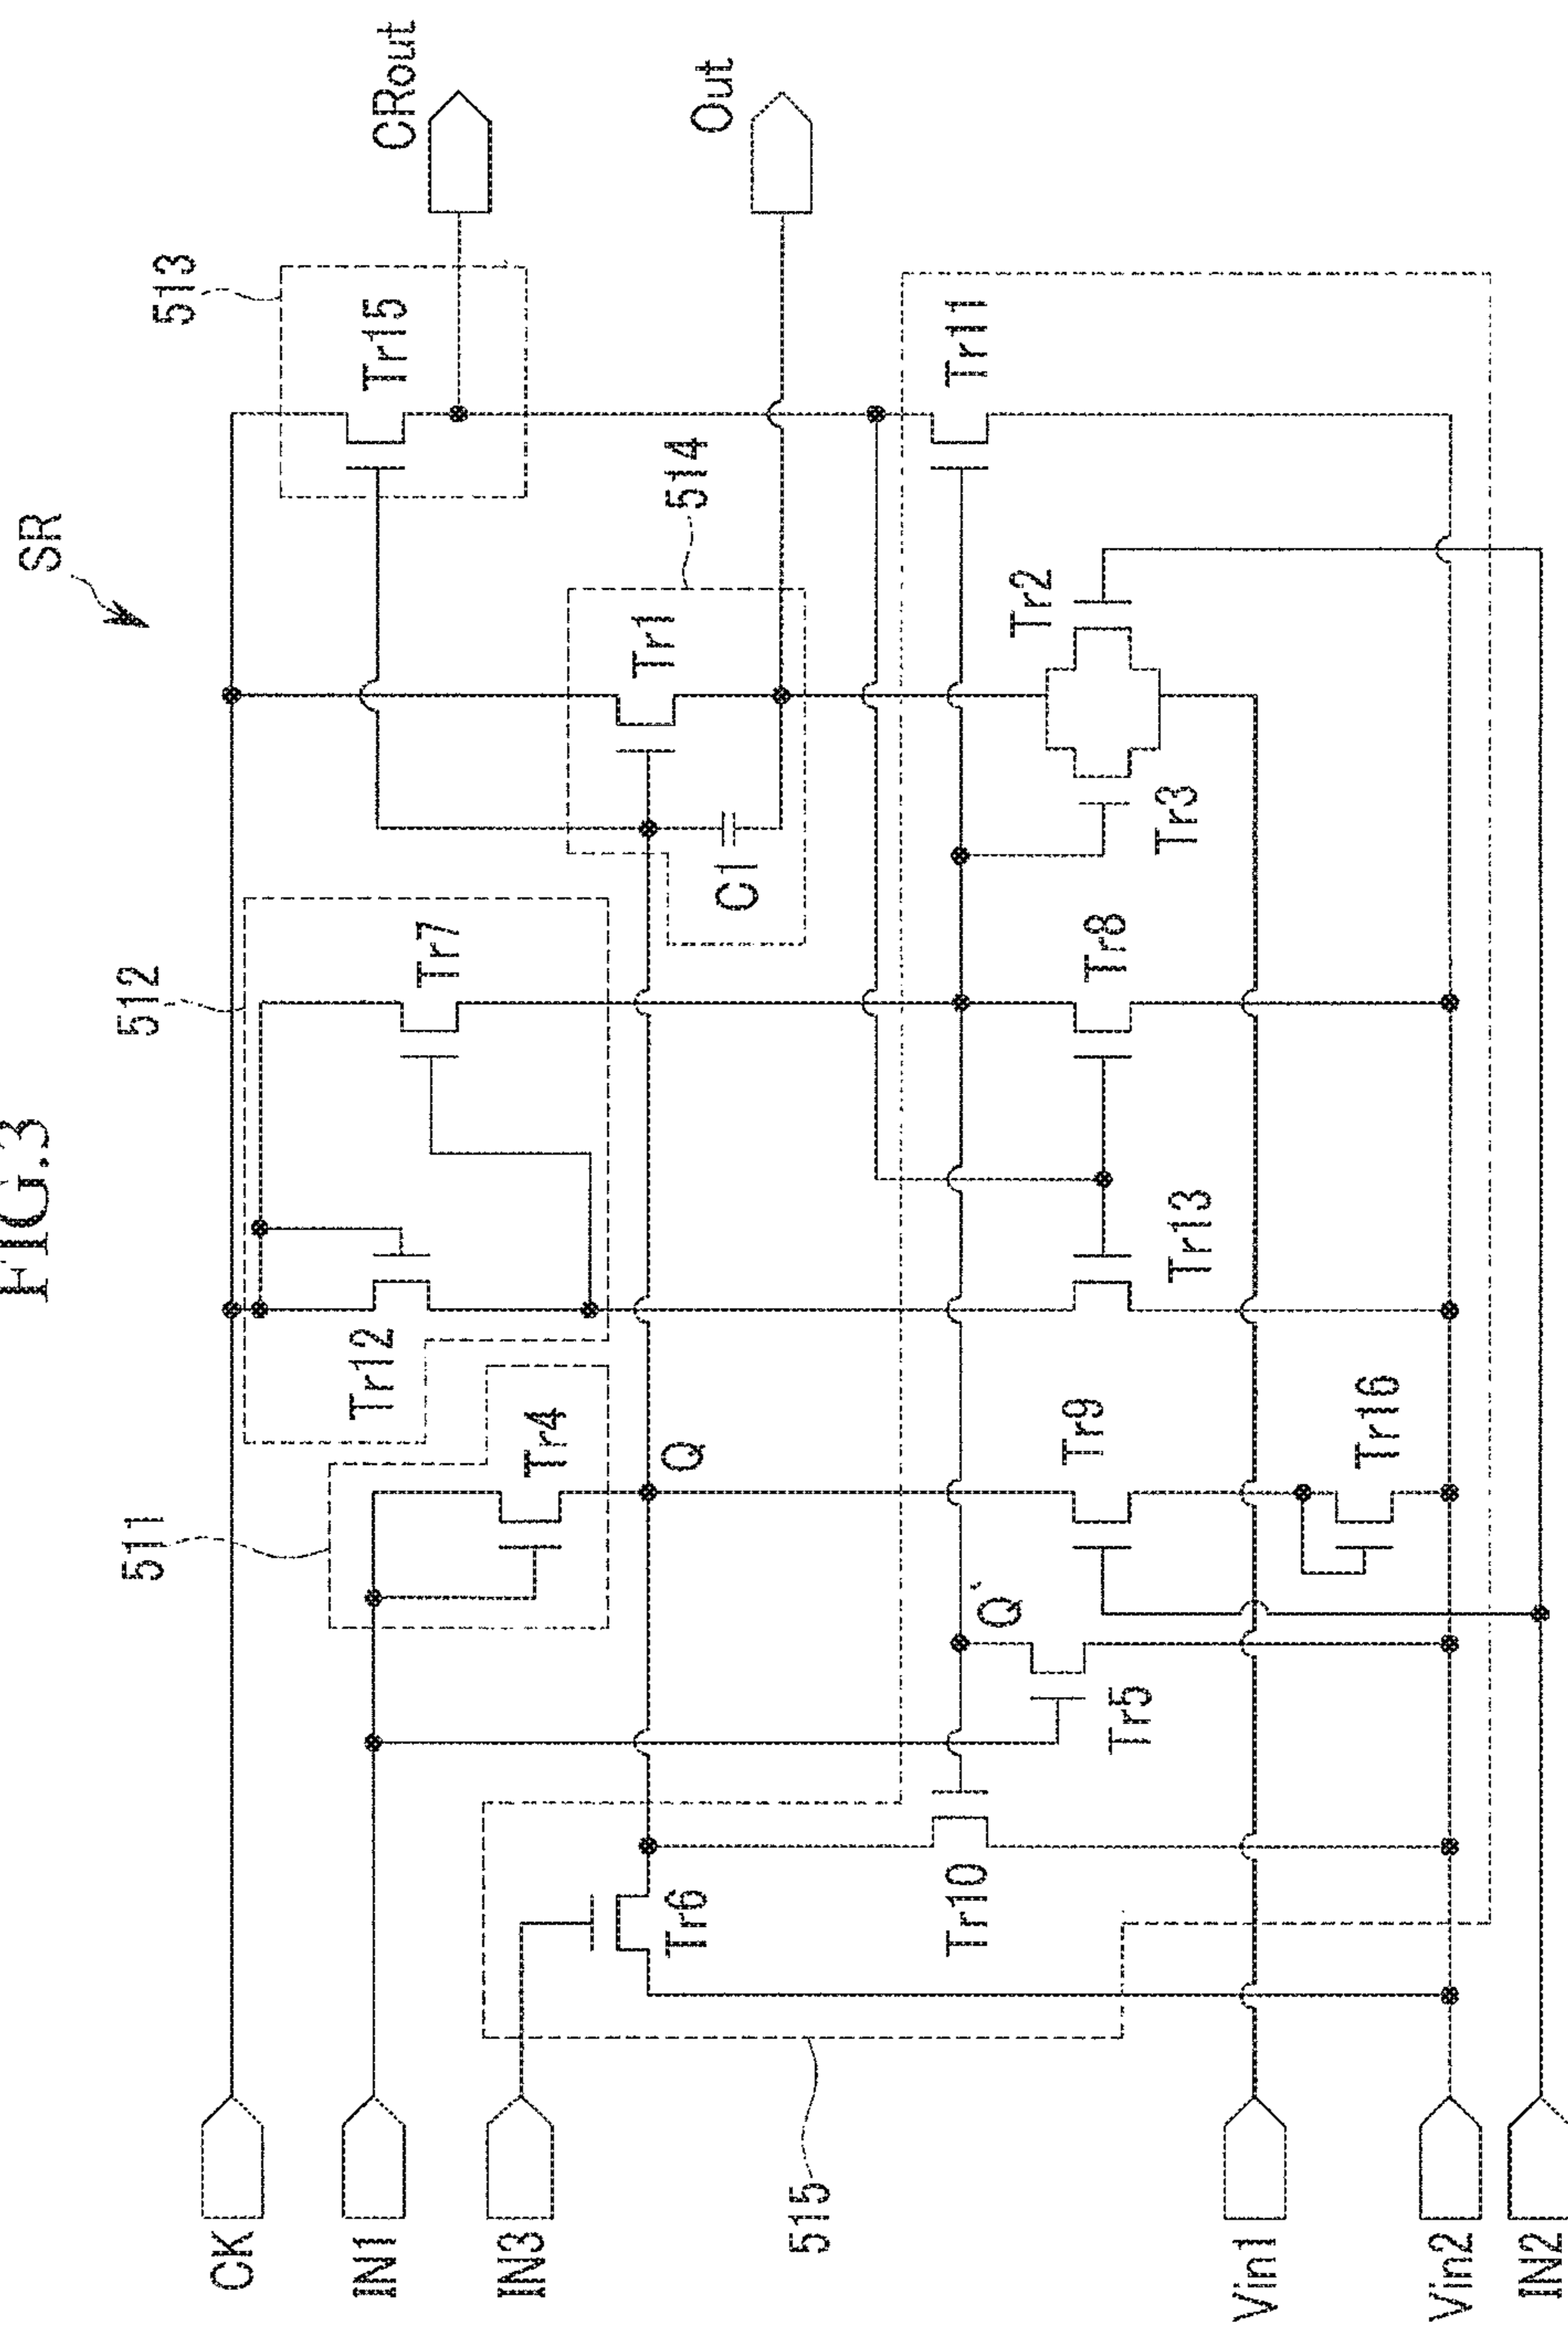 FIG.3
SR
511
512
513
CK
CRout
IN1
Tr4
Tr12
Tr7
Tr15
514
IN3
Q
Tr1
C1
Out
Tr6
Tr10
Q'
Tr5
Tr9
Tr13
Tr8
Tr3
Tr2
Tr11
515
Tr16
Vin1
Vin2
IN2